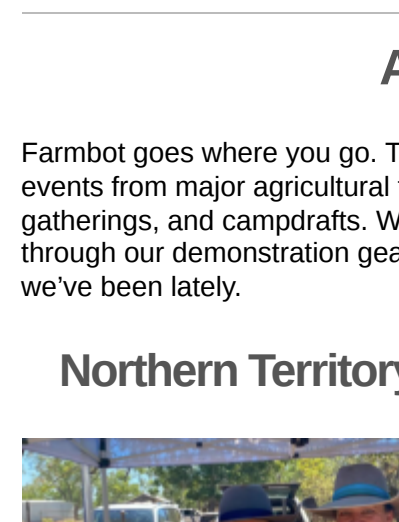 A
Farmbot goes where you go. T
events from major agricultural
gatherings, and campdrafts. W
through our demonstration gea
we've been lately.
Northern Territory